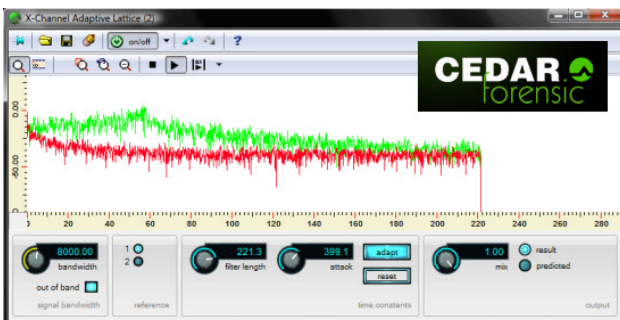 X-Channel Adaptive Lattice (2)
on/off
?
CEDAR
forensic
0.00
-50.00
0
0 20 40 60 80 100 120 140 160 180 200 220 240 260 280
8000.00
bandwidth
out of band
signal bandwidth
1
2
reference
221.3
filter length
399.1
attack
adapt
reset
time constants
1.00
mix
result
predicted
output